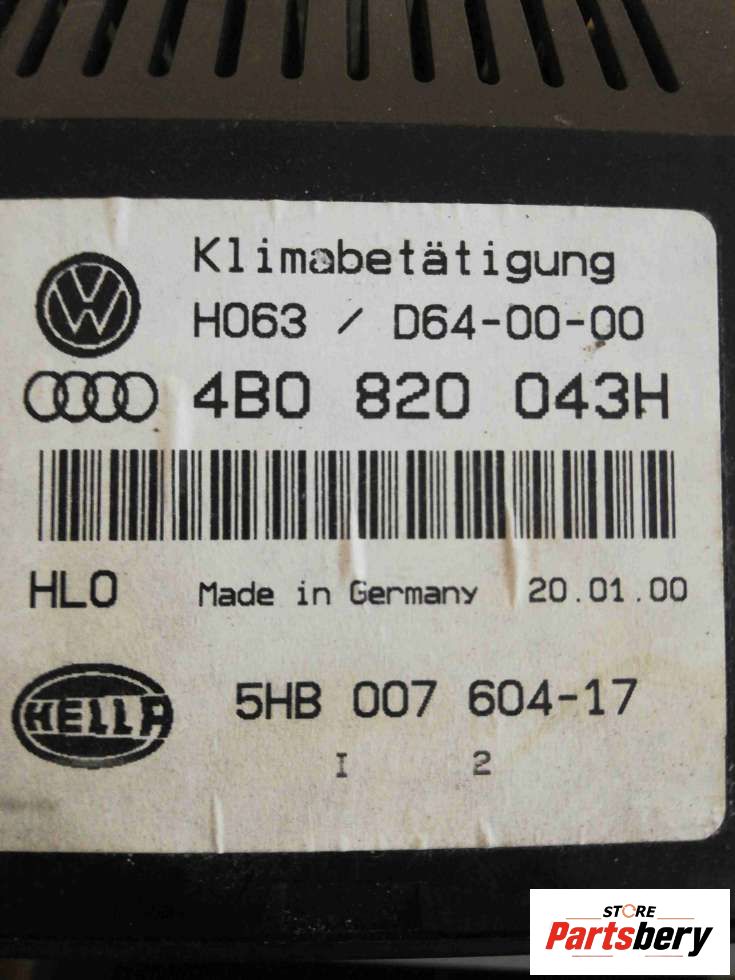 Klimabetätigung
H063 / D64-00-00
4B0 820 043H
HLO Made in Germany 20.01.00
HELLA 5HB 007 604-17
I 2
STORE
Partsbery